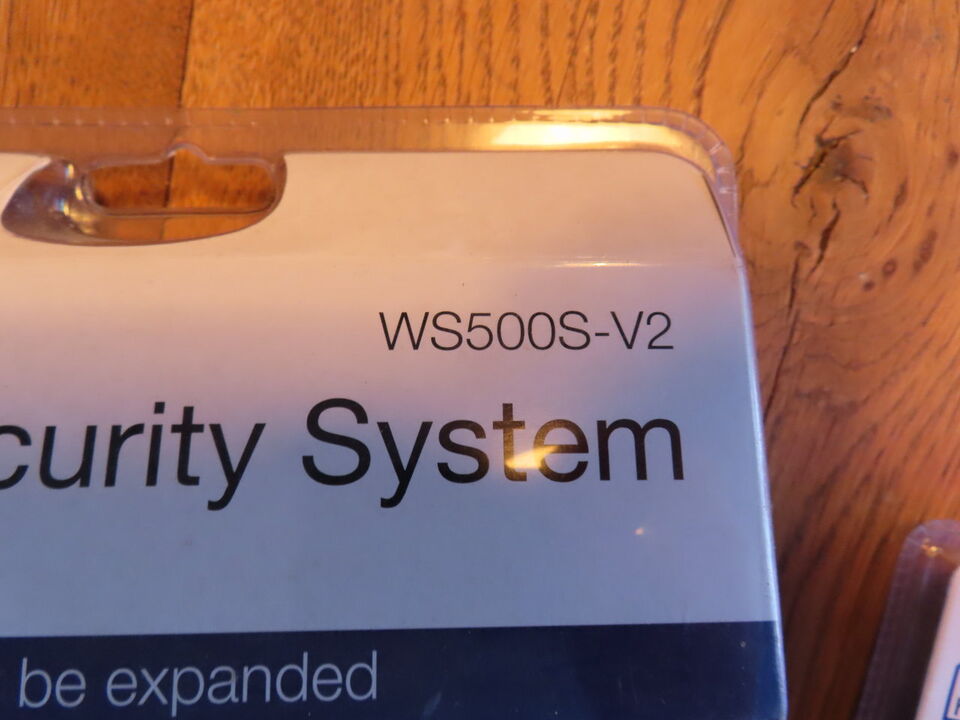 WS500S-V2
curity System
be expanded